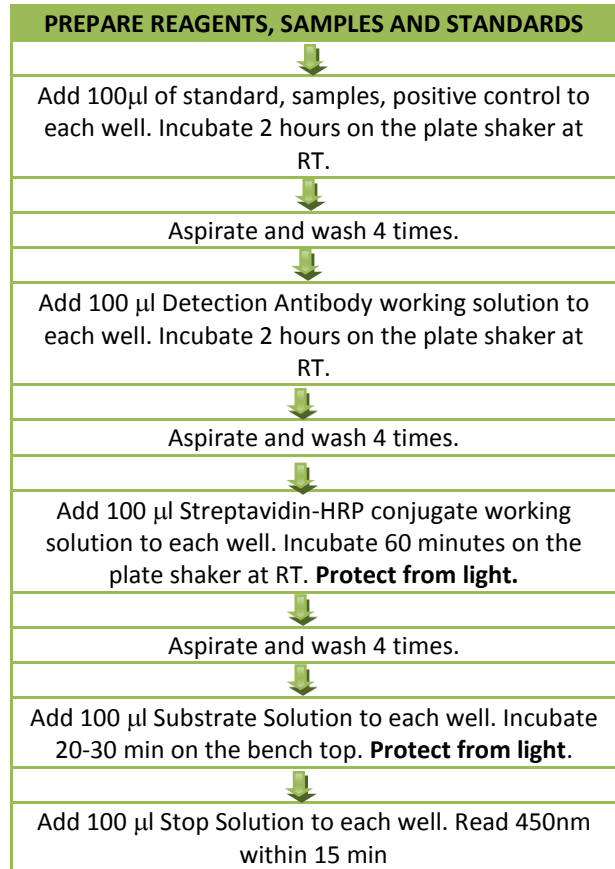 PREPARE REAGENTS, SAMPLES AND STANDARDS
Add 100μl of standard, samples, positive control to
each well. Incubate 2 hours on the plate shaker at
RT.
Aspirate and wash 4 times.
Add 100 μl Detection Antibody working solution to
each well. Incubate 2 hours on the plate shaker at
RT.
Aspirate and wash 4 times.
Add 100 μl Streptavidin-HRP conjugate working
solution to each well. Incubate 60 minutes on the
plate shaker at RT. Protect from light.
Aspirate and wash 4 times.
Add 100 μl Substrate Solution to each well. Incubate
20-30 min on the bench top. Protect from light.
Add 100 μl Stop Solution to each well. Read 450nm
within 15 min